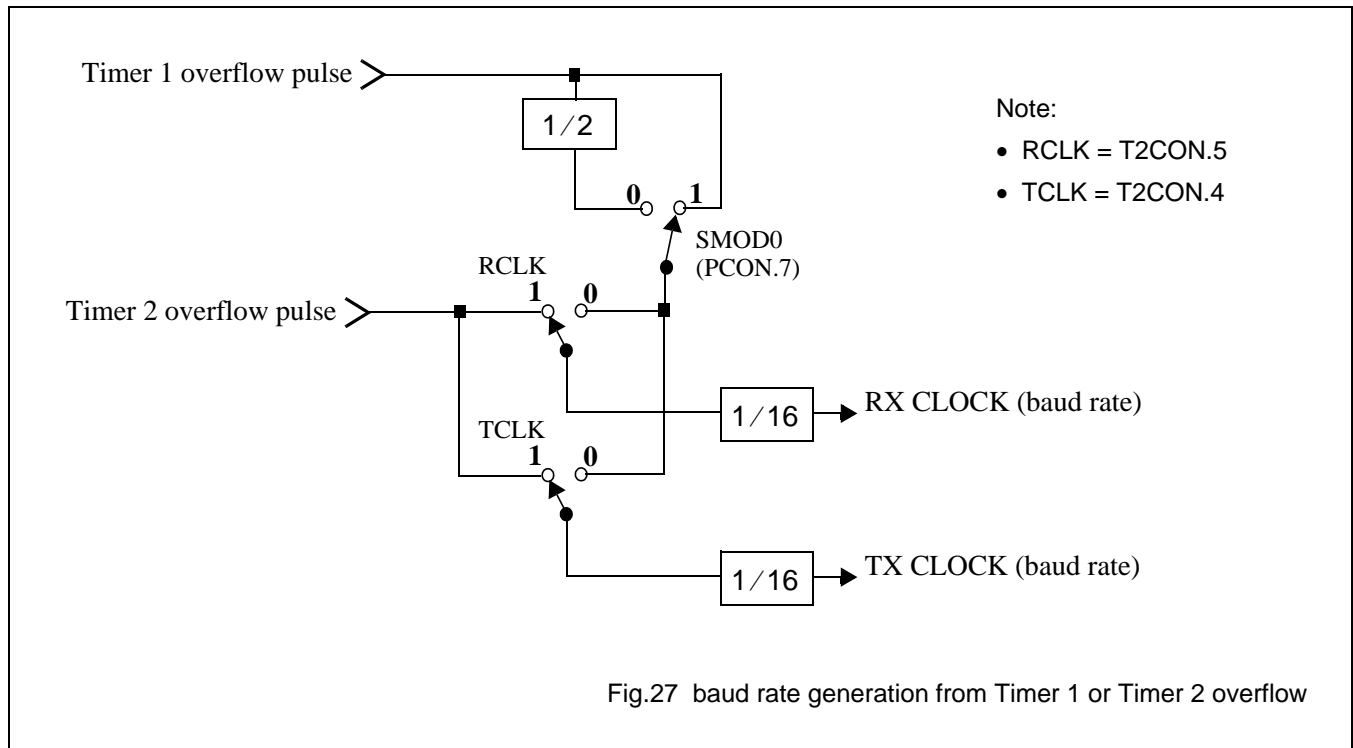 Timer 1 overflow pulse
1/2
Note:
• RCLK = T2CON.5
• TCLK = T2CON.4
0 1
SMOD0
(PCON.7)
RCLK
1 0
Timer 2 overflow pulse
1/16
RX CLOCK (baud rate)
TCLK
1 0
1/16
TX CLOCK (baud rate)
Fig.27 baud rate generation from Timer 1 or Timer 2 overflow